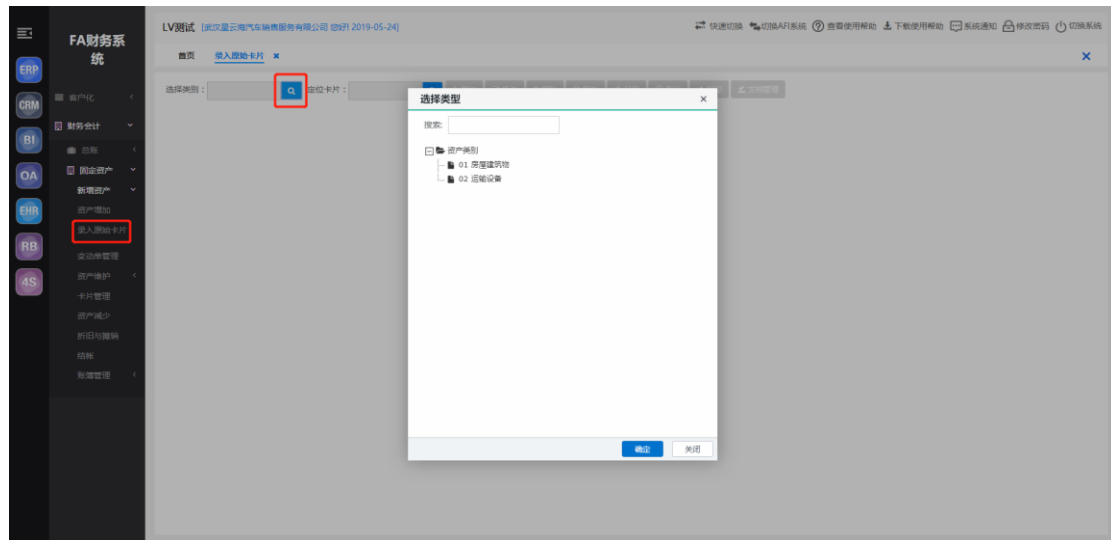 LV测试 [武汉星云海汽车销售服务有限公司 您好! 2019-05-24]
快速切换 切换AFI系统 查看使用帮助 下载使用帮助 系统通知 修改密码 切换系统
FA财务系
统
首页 录入原始卡片 ×
×
ERP
CRM
BI
OA
EHR
RB
4S
客户化
财务会计
总账
固定资产
新增资产
资产增加
录入原始卡片
变动单管理
资产维护
卡片管理
资产减少
折旧与摊销
结帐
账簿管理
选择类别：
定位卡片：
文档管理
选择类型 ×
搜索:
资产类别
01 房屋建筑物
02 运输设备
确定 关闭